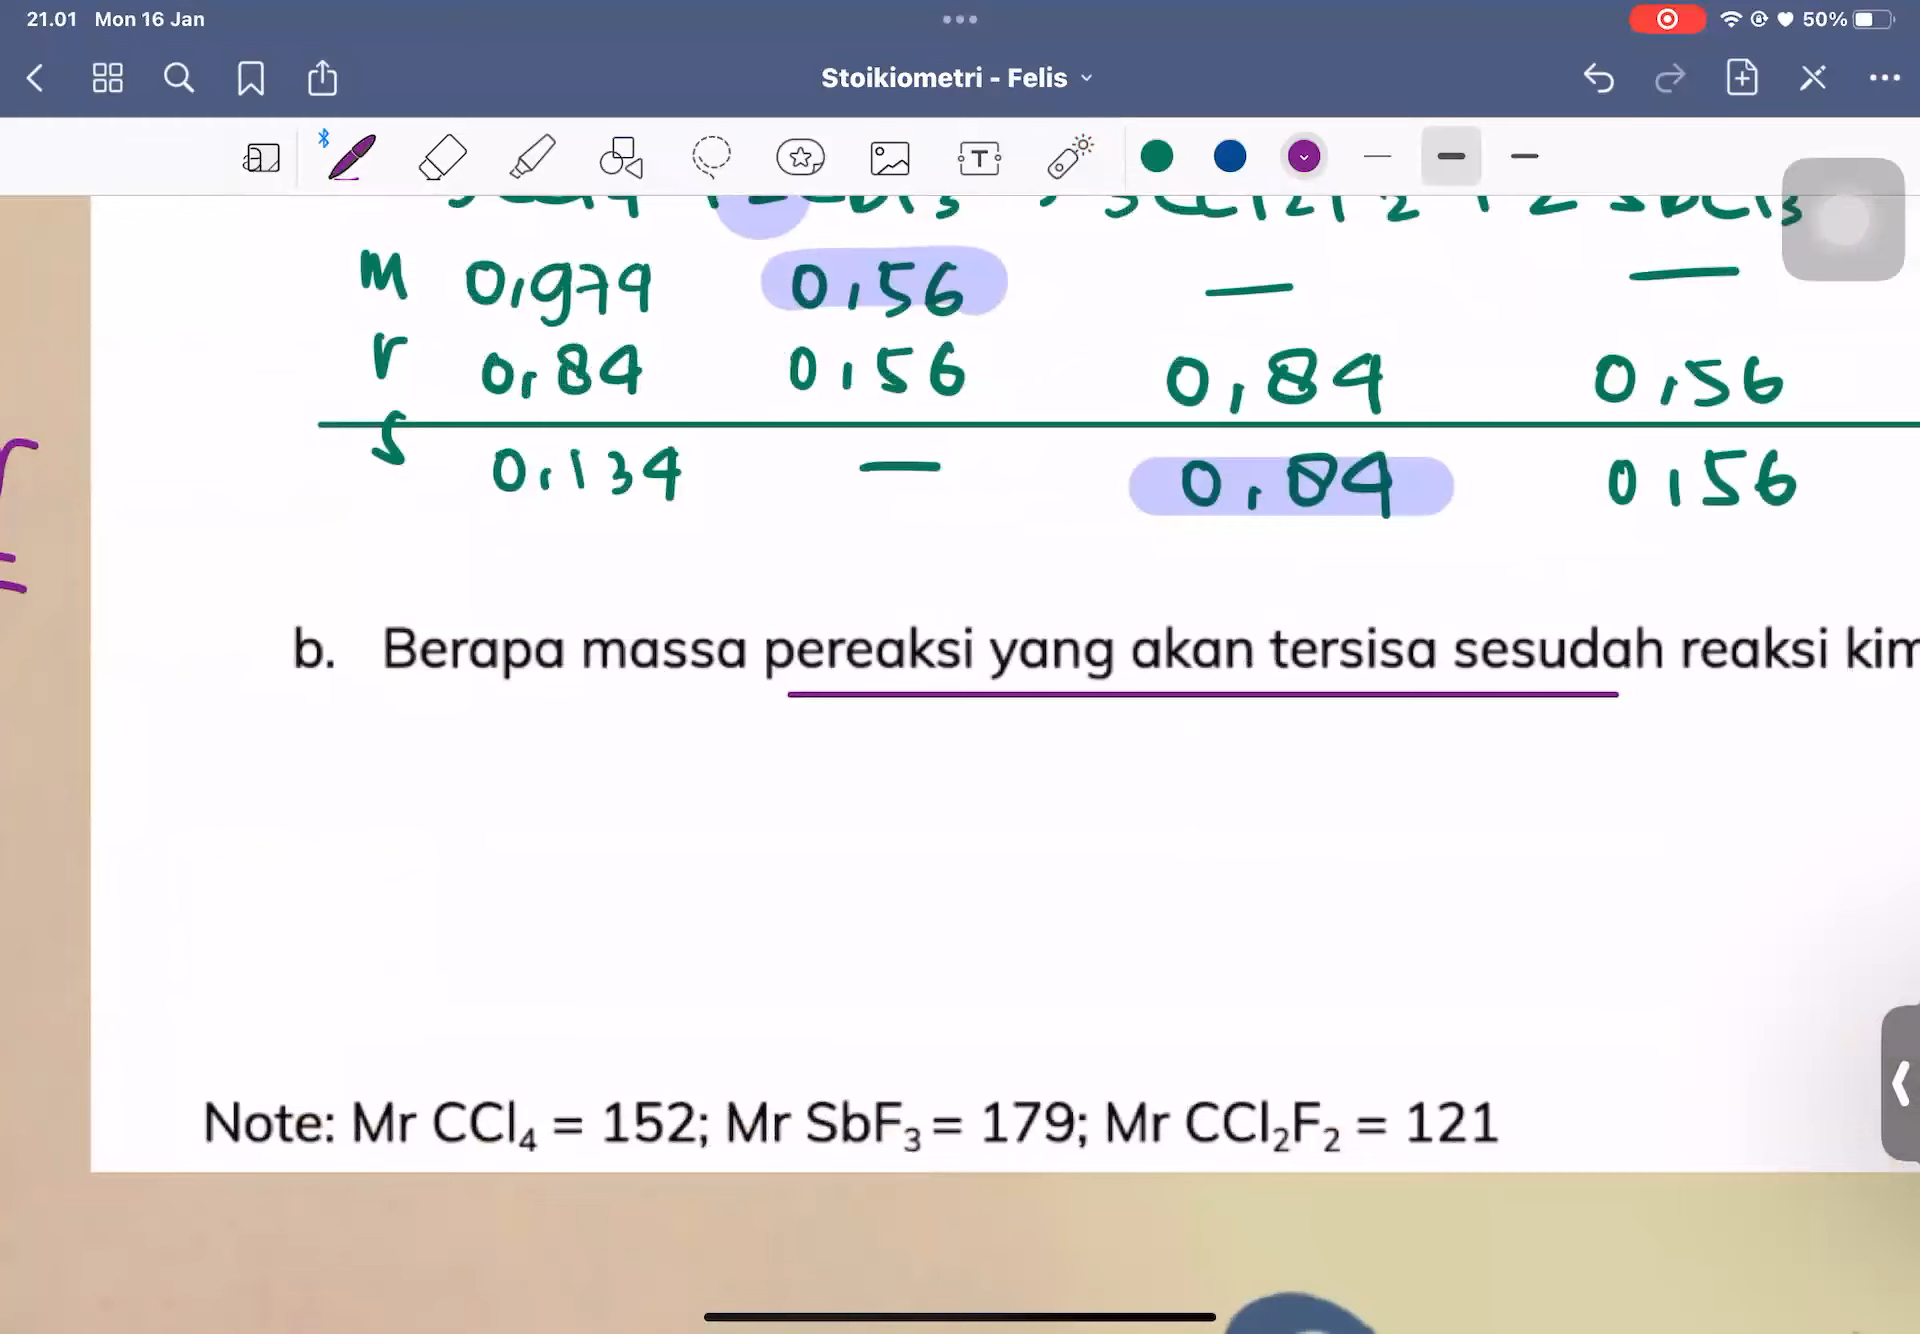 21.01 Mon 16 Jan
50%
Stoikiometri - Felis
m 0,979 0,56 — —
r 0,84 0,56 0,84 0,56
s 0,134 — 0,84 0,56
b. Berapa massa pereaksi yang akan tersisa sesudah reaksi kim
Note: Mr CCl₄ = 152; Mr SbF₃ = 179; Mr CCl₂F₂ = 121